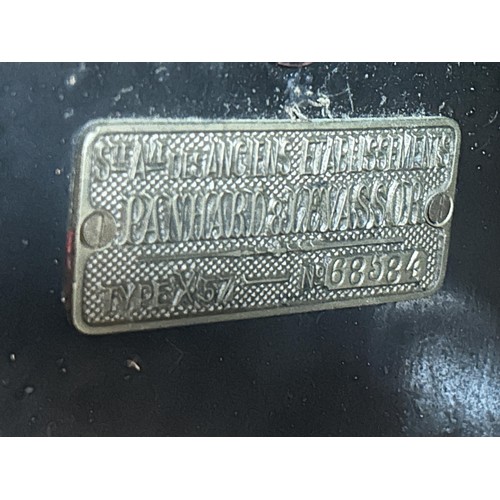 STÉ AME DES ANCIENS ETABLISSEMENTS
PANHARD & LEVASSOR
TYPE X57 — No 68584